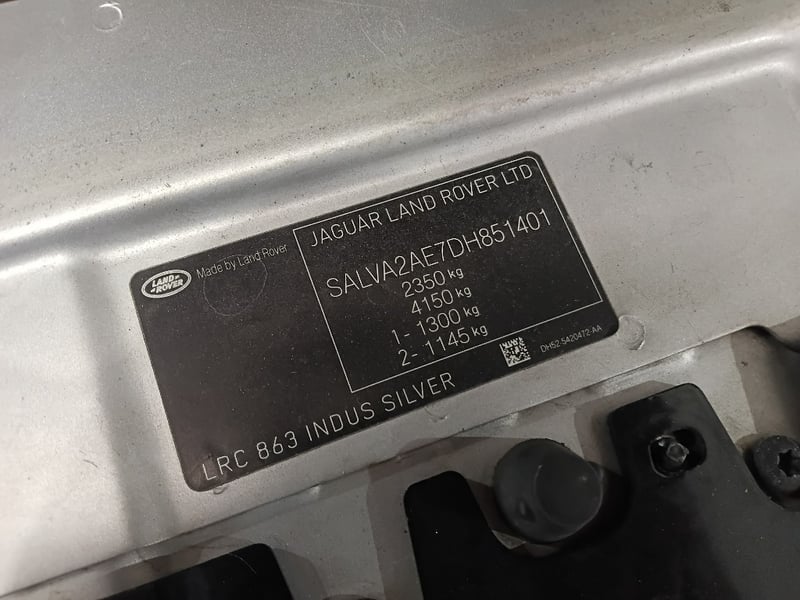 JAGUAR LAND ROVER LTD
LAND-
-ROVER
Made by Land Rover
SALVA2AE7DH851401
2350 kg
4150 kg
1- 1300 kg
2- 1145 kg
DH52.5420472-AA
LRC 863 INDUS SILVER